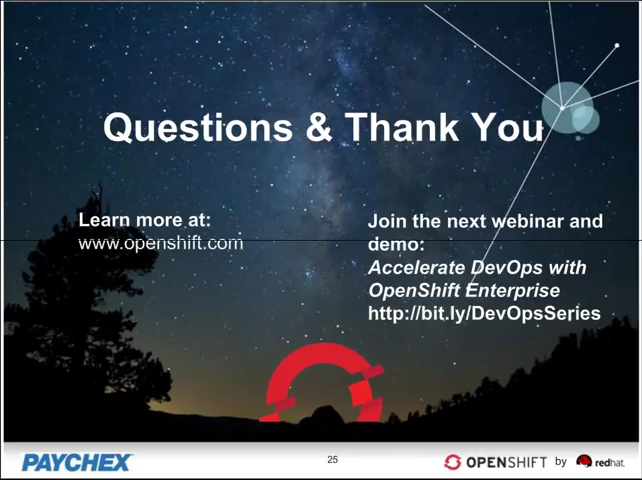 Questions & Thank You
Learn more at:
www.openshift.com
Join the next webinar and
demo:
Accelerate DevOps with
OpenShift Enterprise
http://bit.ly/DevOpsSeries
PAYCHEX
25
OPENSHIFT by redhat.